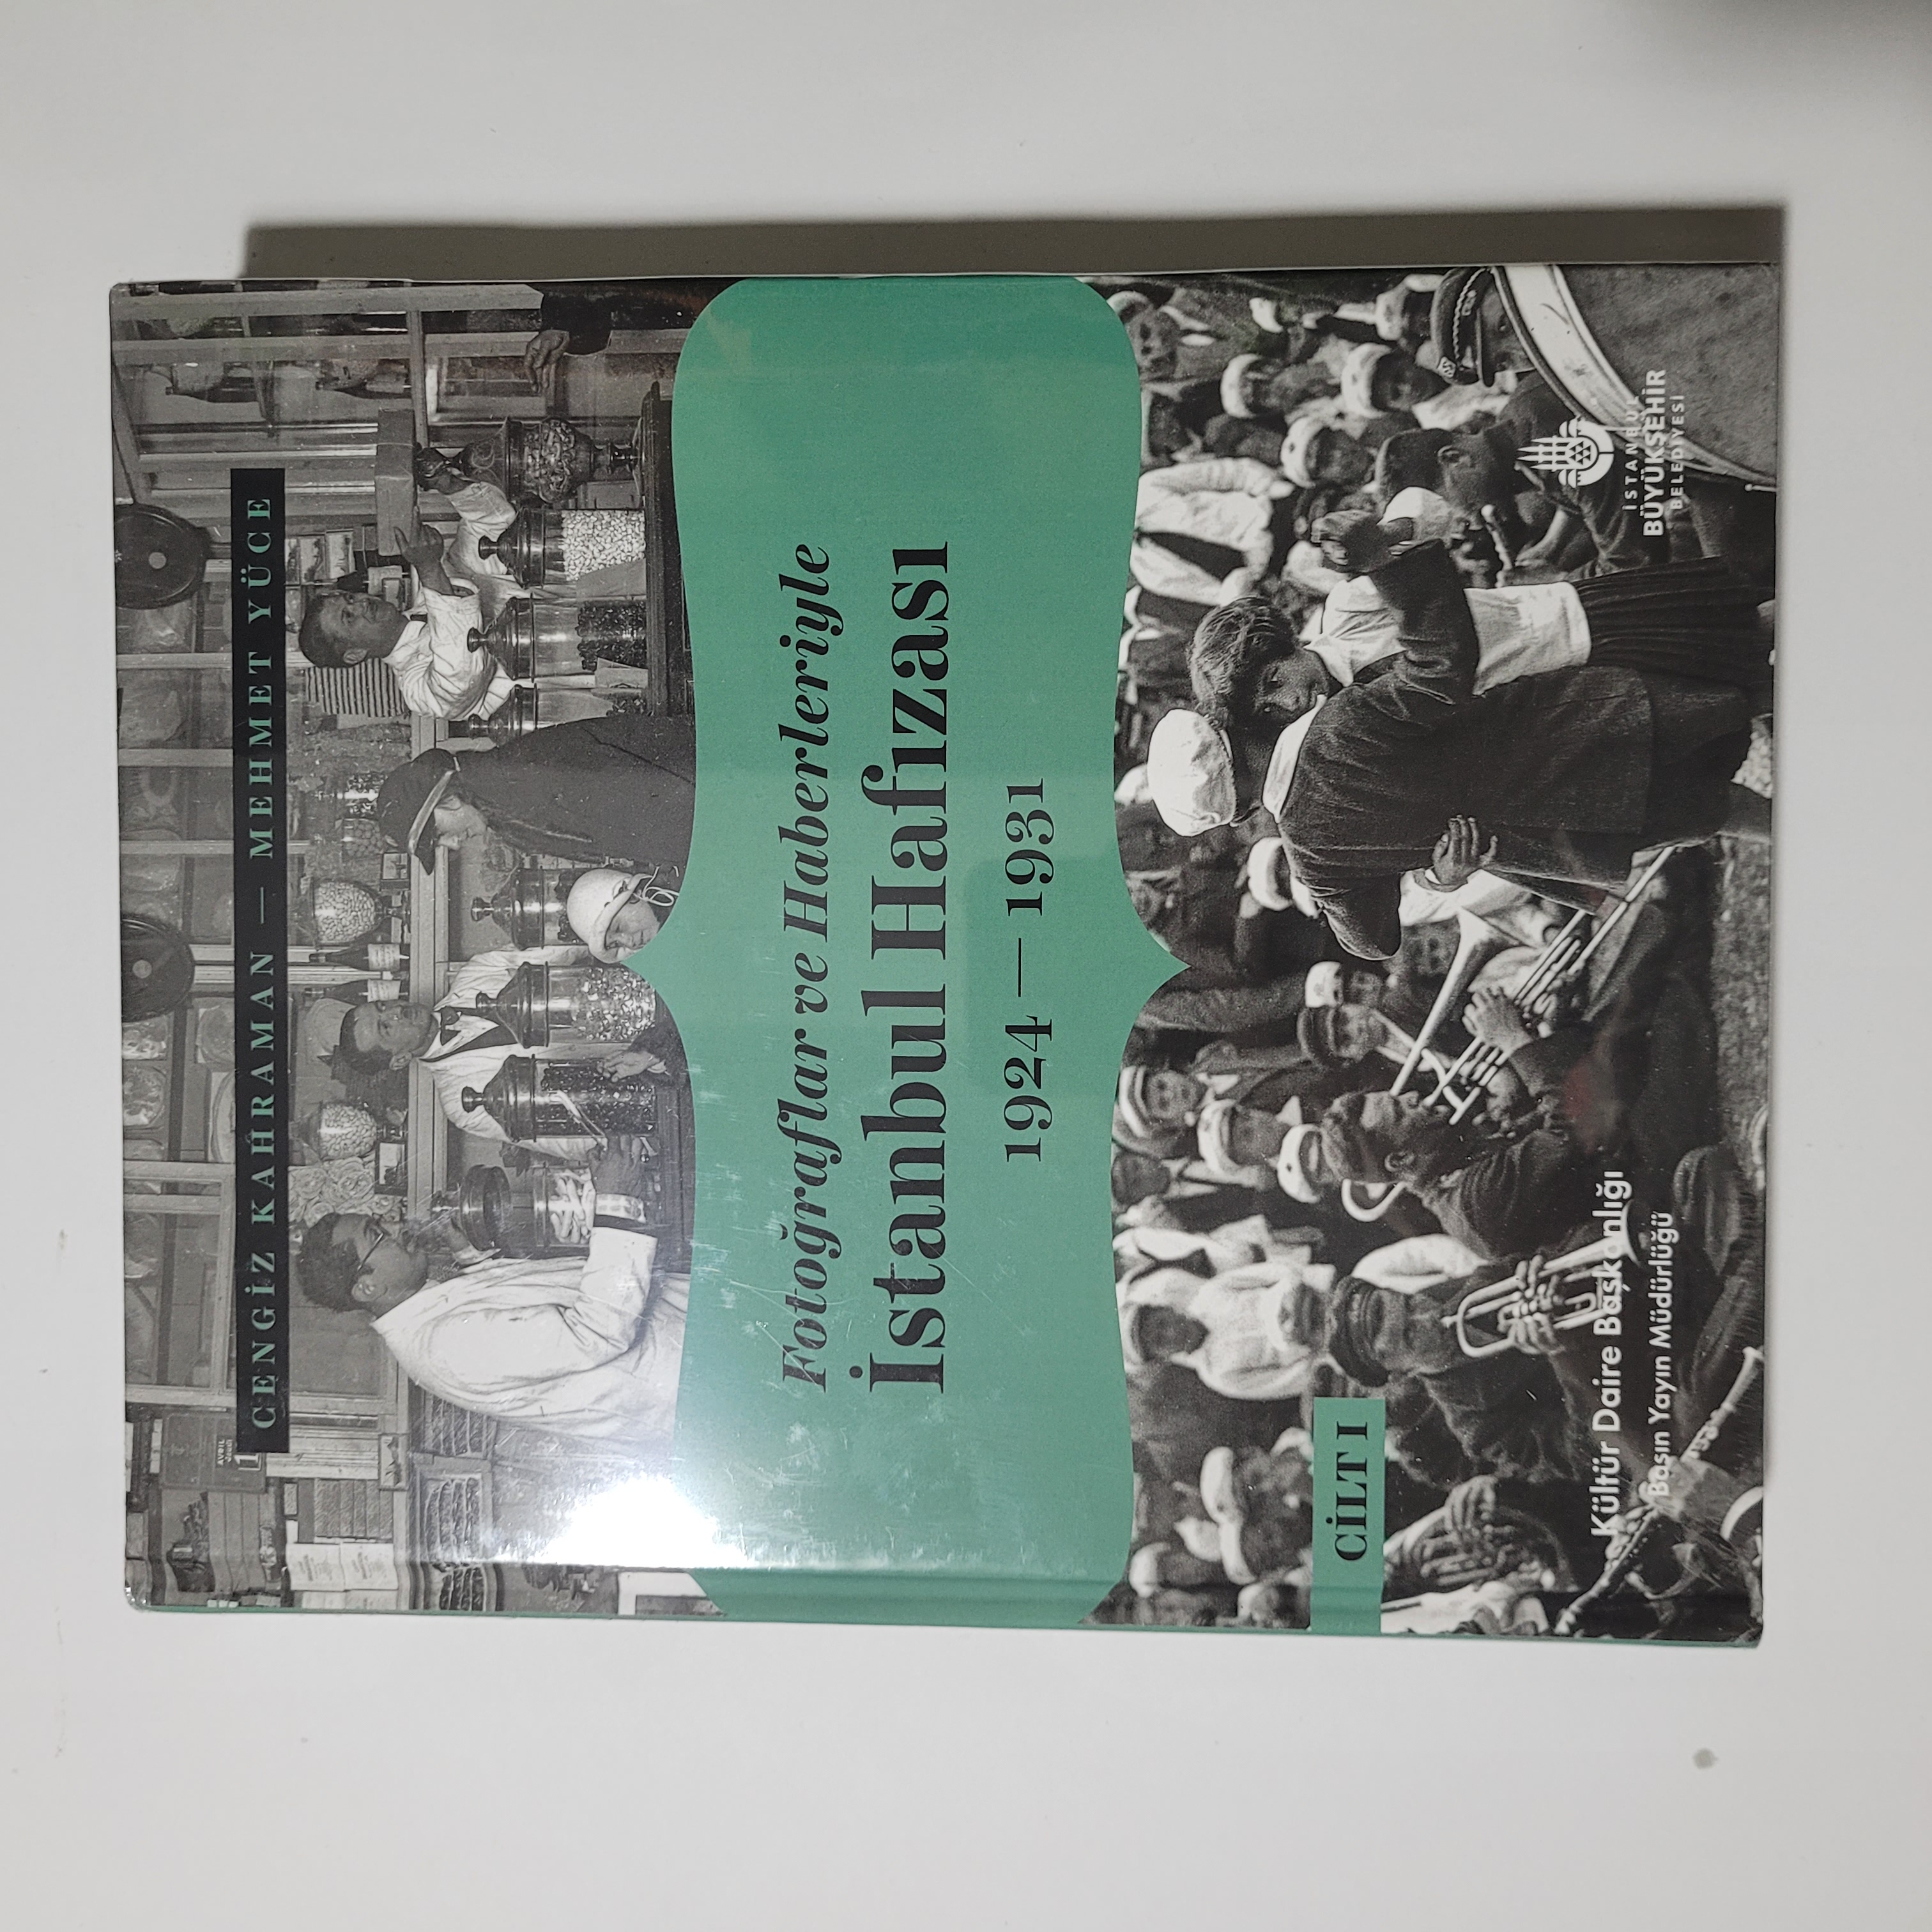 CENGİZ KAHRAMAN — MEHMET YÜCE
Fotoğraflar ve Haberleriyle
İstanbul Hafızası
1924 — 1931
CİLT I
Kültür Daire Başkanlığı
Basın Yayın Müdürlüğü
İSTANBUL
BÜYÜKŞEHİR
BELEDİYESİ
AVRIL